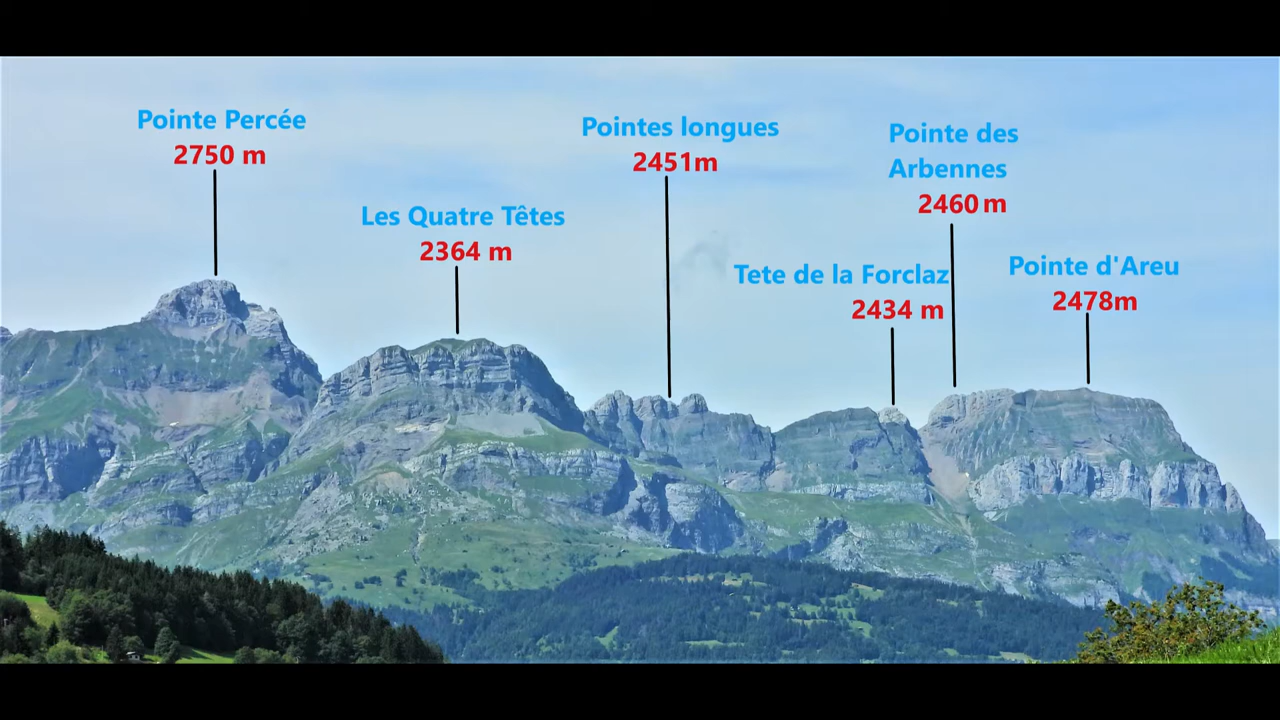 Pointe Percée
2750 m
Les Quatre Têtes
2364 m
Pointes longues
2451m
Tete de la Forclaz
2434 m
Pointe des
Arbennes
2460 m
Pointe d'Areu
2478m